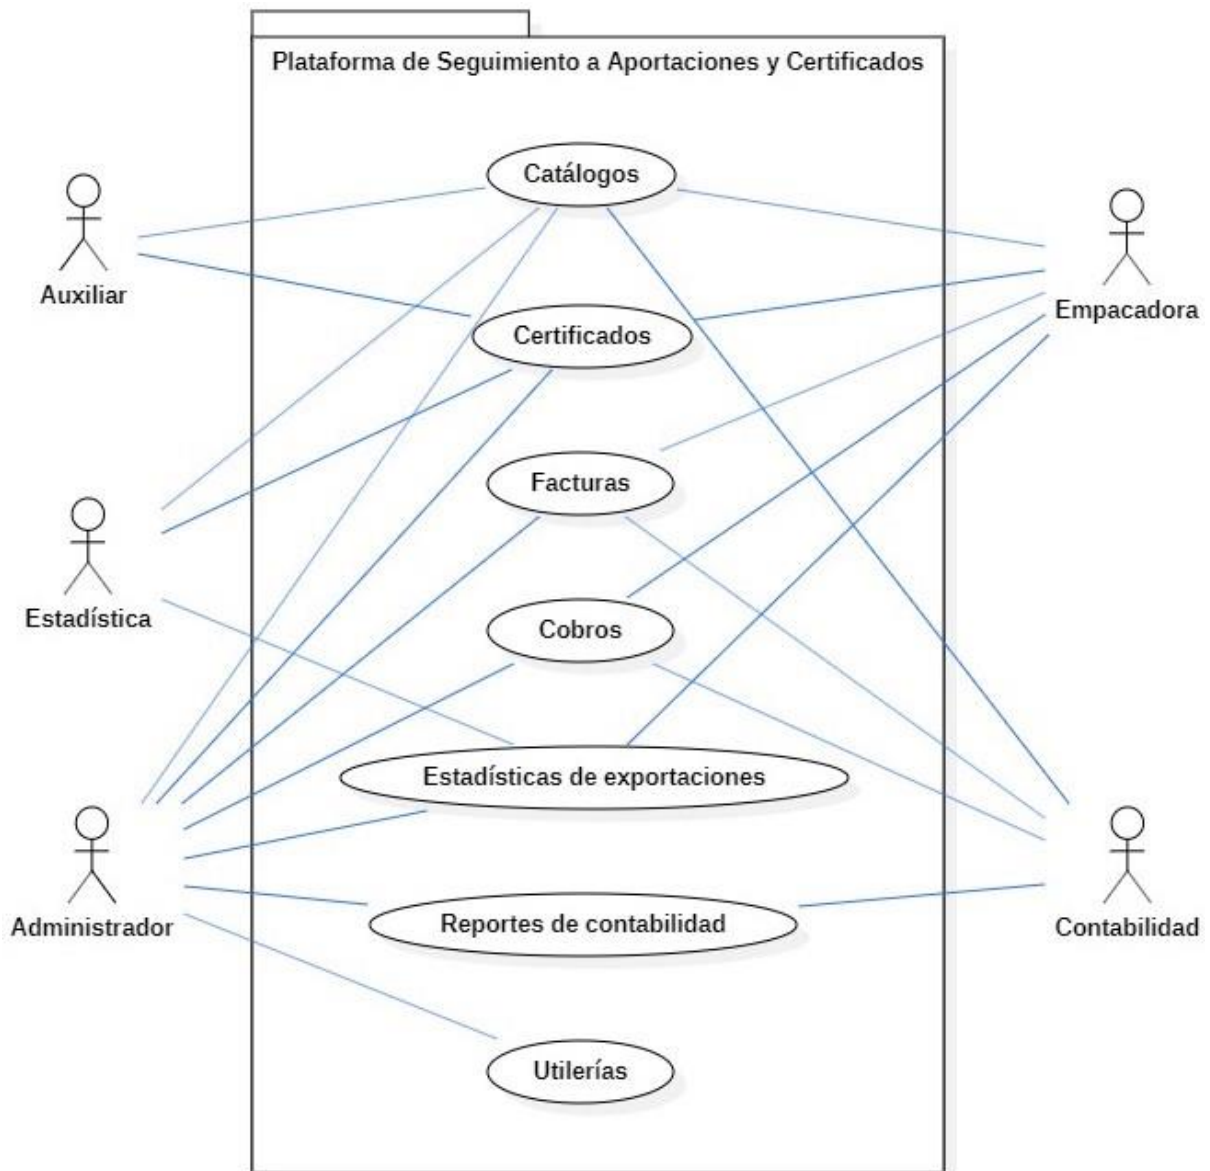 Plataforma de Seguimiento a Aportaciones y Certificados
Catálogos
Auxiliar
Empacadora
Certificados
Facturas
Estadística
Cobros
Estadísticas de exportaciones
Administrador
Reportes de contabilidad
Contabilidad
Utilerías